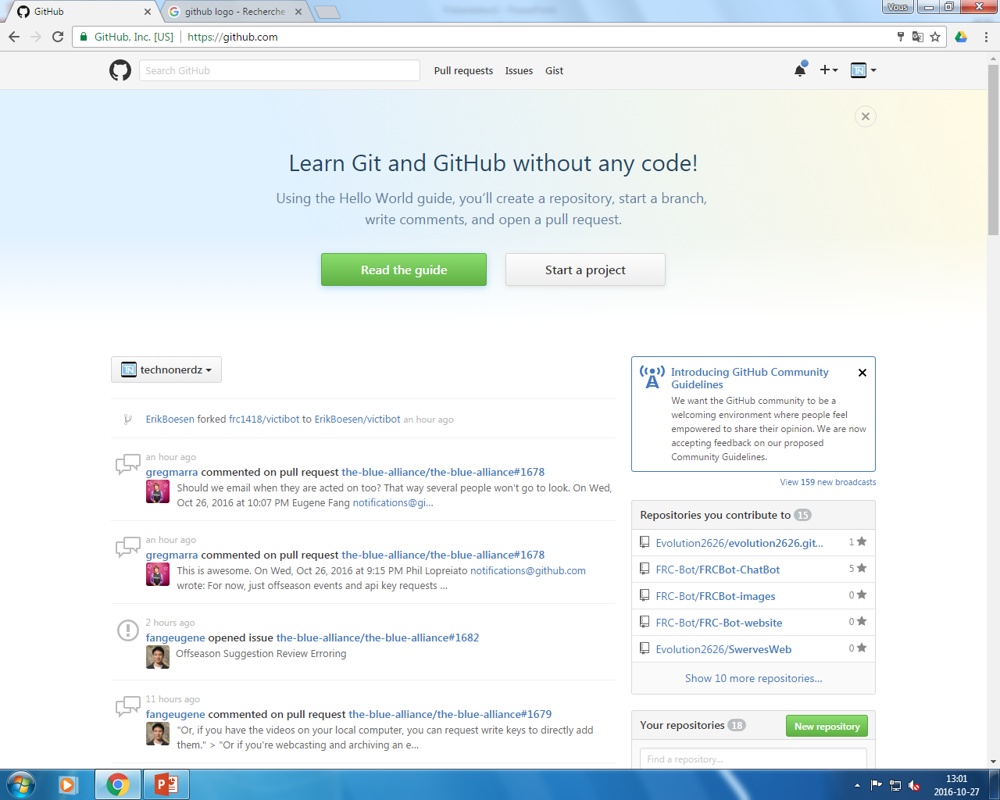 GitHub
github logo - Recherche
Vous
GitHub, Inc. [US]
https://github.com
Search GitHub
Pull requests
Issues
Gist
Learn Git and GitHub without any code!
Using the Hello World guide, you’ll create a repository, start a branch,
write comments, and open a pull request.
Read the guide
Start a project
technonerdz
ErikBoesen forked frc1418/victibot to ErikBoesen/victibot an hour ago
an hour ago
gregmarra commented on pull request the-blue-alliance/the-blue-alliance#1678
Should we email when they are acted on too? That way several people won't go to look. On Wed,
Oct 26, 2016 at 10:07 PM Eugene Fang notifications@gi...
an hour ago
gregmarra commented on pull request the-blue-alliance/the-blue-alliance#1678
This is awesome. On Wed, Oct 26, 2016 at 9:15 PM Phil Lopreiato notifications@github.com
wrote: For now, just offseason events and api key requests ...
2 hours ago
fangeugene opened issue the-blue-alliance/the-blue-alliance#1682
Offseason Suggestion Review Erroring
11 hours ago
fangeugene commented on pull request the-blue-alliance/the-blue-alliance#1679
"Or, if you have the videos on your local computer, you can request write keys to directly add
them." > "Or if you're webcasting and archiving an e...
Introducing GitHub Community
Guidelines
We want the GitHub community to be a
welcoming environment where people feel
empowered to share their opinion. We are now
accepting feedback on our proposed
Community Guidelines.
View 159 new broadcasts
Repositories you contribute to 15
Evolution2626/evolution2626.git... 1
FRC-Bot/FRCBot-ChatBot 5
FRC-Bot/FRCBot-images 0
FRC-Bot/FRC-Bot-website 0
Evolution2626/SwervesWeb 0
Show 10 more repositories...
Your repositories 18
New repository
Find a repository...
13:01
2016-10-27